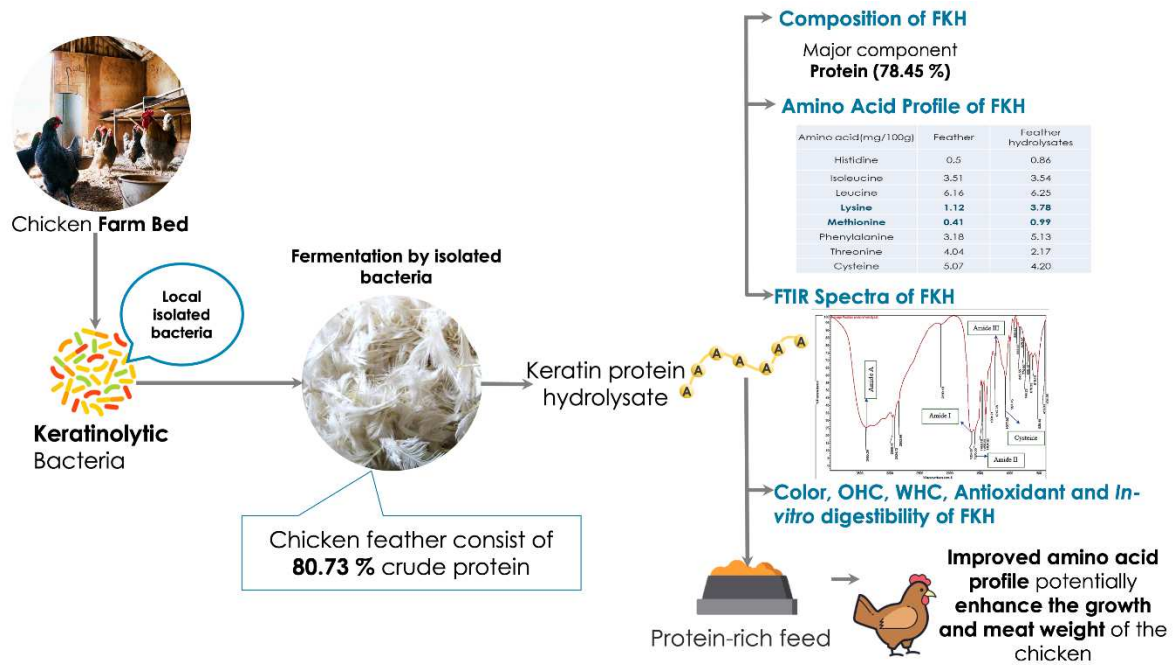 Chicken Farm Bed
Local
isolated
bacteria
Keratinolytic
Bacteria
Fermentation by isolated
bacteria
Chicken feather consist of
80.73 % crude protein
Keratin protein
hydrolysate
A A A A A A
Composition of FKH
Major component
Protein (78.45 %)
Amino Acid Profile of FKH
Amino acid(mg/100g) Feather Feather
hydrolysates
Histidine 0.5 0.86
Isoleucine 3.51 3.54
Leucine 6.16 6.25
Lysine 1.12 3.78
Methionine 0.41 0.99
Phenylalanine 3.18 5.13
Threonine 4.04 2.17
Cysteine 5.07 4.20
FTIR Spectra of FKH
Amide III
Amide A
Amide I
Cysteine
Amide II
Color, OHC, WHC, Antioxidant and In-
vitro digestibility of FKH
Protein-rich feed
Improved amino acid
profile potentially
enhance the growth
and meat weight of the
chicken